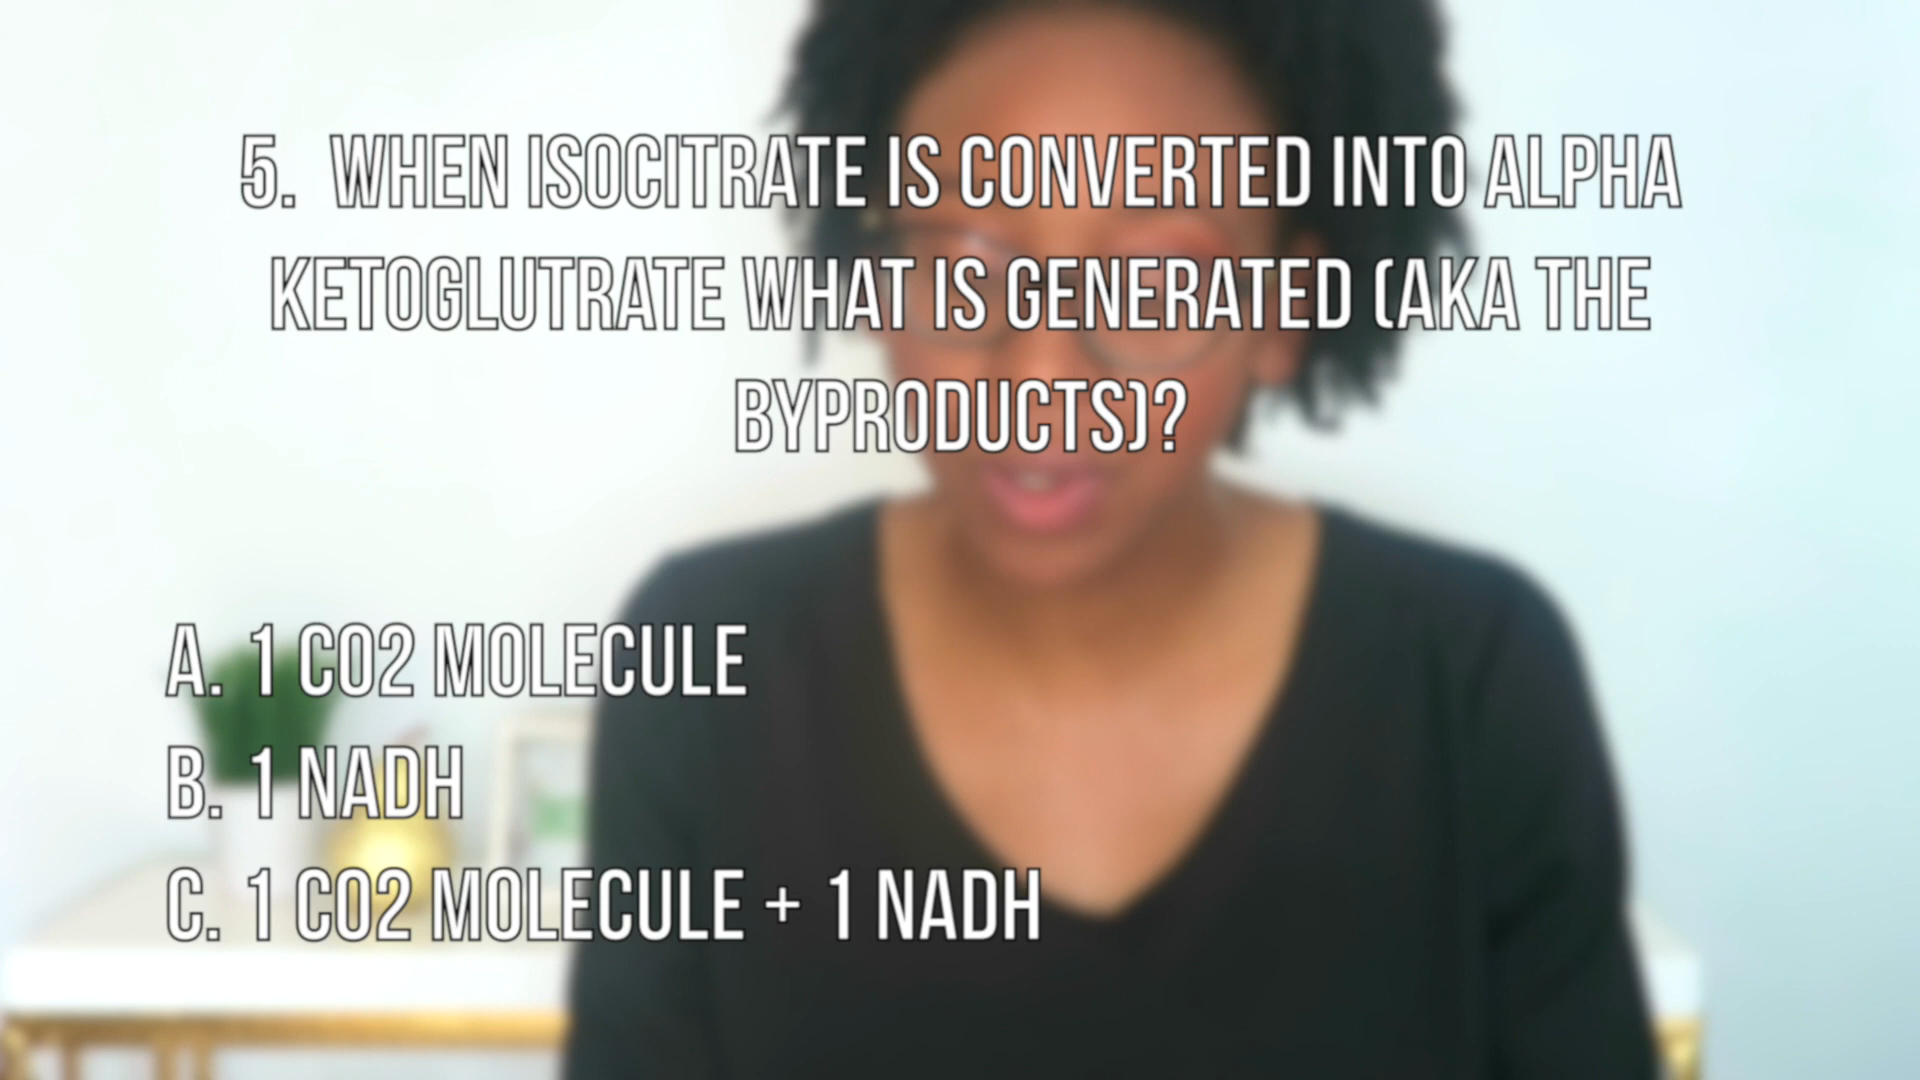 5. WHEN ISOCITRATE IS CONVERTED INTO ALPHA
KETOGLUTRATE WHAT IS GENERATED (AKA THE
BYPRODUCTS)?
A. 1 CO2 MOLECULE
B. 1 NADH
C. 1 CO2 MOLECULE + 1 NADH